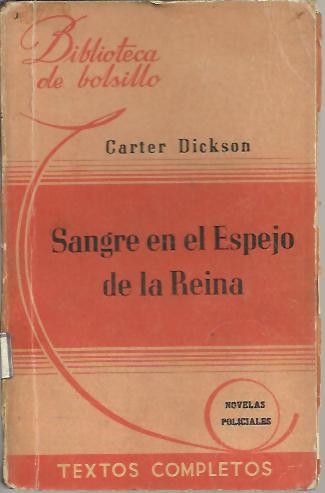 Biblioteca
de bolsillo
Carter Dickson
Sangre en el Espejo
de la Reina
NOVELAS
POLICIALES
TEXTOS COMPLETOS